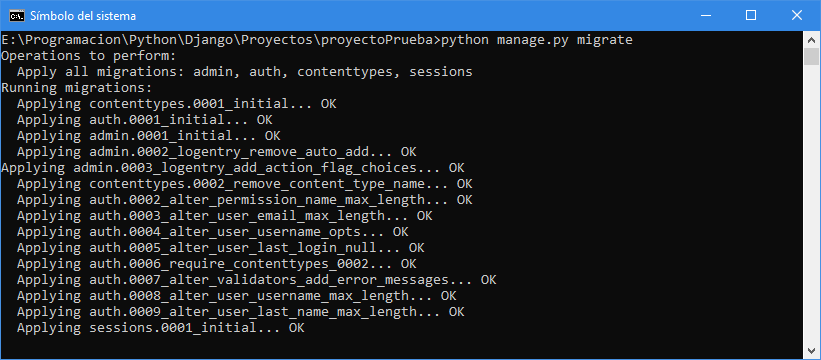 Símbolo del sistema
E:\Programacion\Python\Django\Proyectos\proyectoPrueba>python manage.py migrate
Operations to perform:
  Apply all migrations: admin, auth, contenttypes, sessions
Running migrations:
  Applying contenttypes.0001_initial... OK
  Applying auth.0001_initial... OK
  Applying admin.0001_initial... OK
  Applying admin.0002_logentry_remove_auto_add... OK
Applying admin.0003_logentry_add_action_flag_choices... OK
  Applying contenttypes.0002_remove_content_type_name... OK
  Applying auth.0002_alter_permission_name_max_length... OK
  Applying auth.0003_alter_user_email_max_length... OK
  Applying auth.0004_alter_user_username_opts... OK
  Applying auth.0005_alter_user_last_login_null... OK
  Applying auth.0006_require_contenttypes_0002... OK
  Applying auth.0007_alter_validators_add_error_messages... OK
  Applying auth.0008_alter_user_username_max_length... OK
  Applying auth.0009_alter_user_last_name_max_length... OK
  Applying sessions.0001_initial... OK